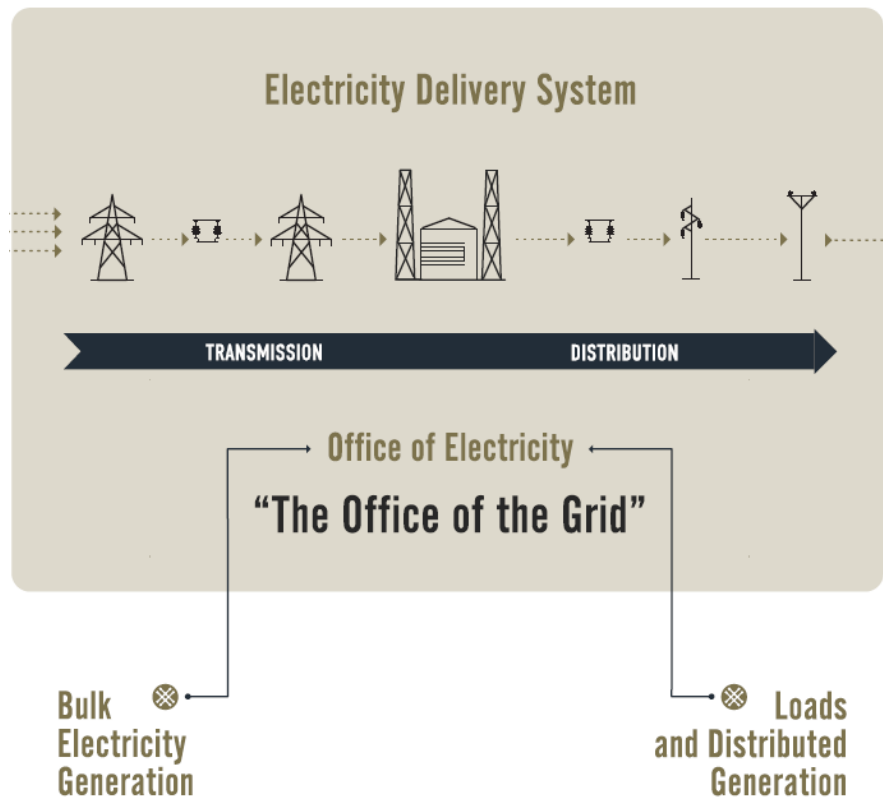 Electricity Delivery System
TRANSMISSION
DISTRIBUTION
Office of Electricity
“The Office of the Grid”
Bulk
Electricity
Generation
Loads
and Distributed
Generation